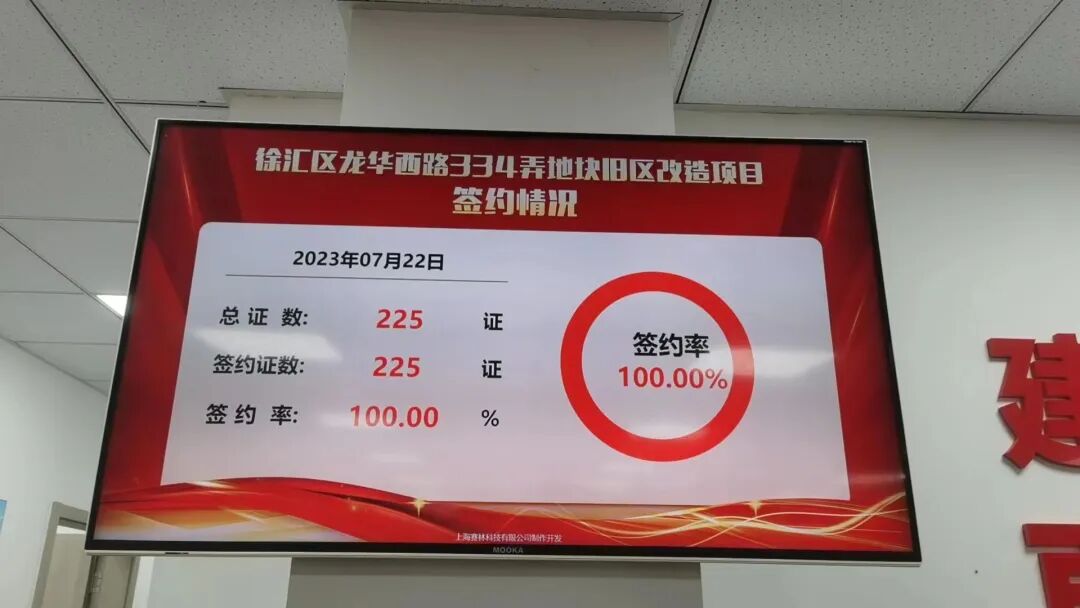 徐汇区龙华西路334弄地块旧区改造项目
签约情况
2023年07月22日
总证数: 225 证
签约证数: 225 证
签约率: 100.00 %
签约率
100.00%
上海赛林科技有限公司制作开发
MOOKA
建